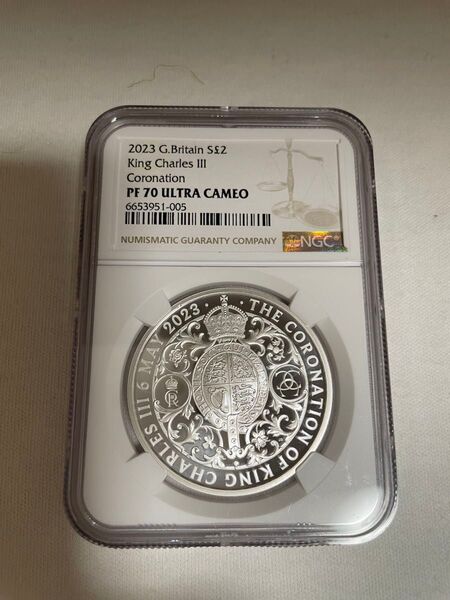 2023 G.Britain S£2
King Charles III
Coronation
PF 70 ULTRA CAMEO
6653951-005
NUMISMATIC GUARANTY COMPANY
NGC
· THE CORONATION OF KING CHARLES III 6 MAY 2023 ·